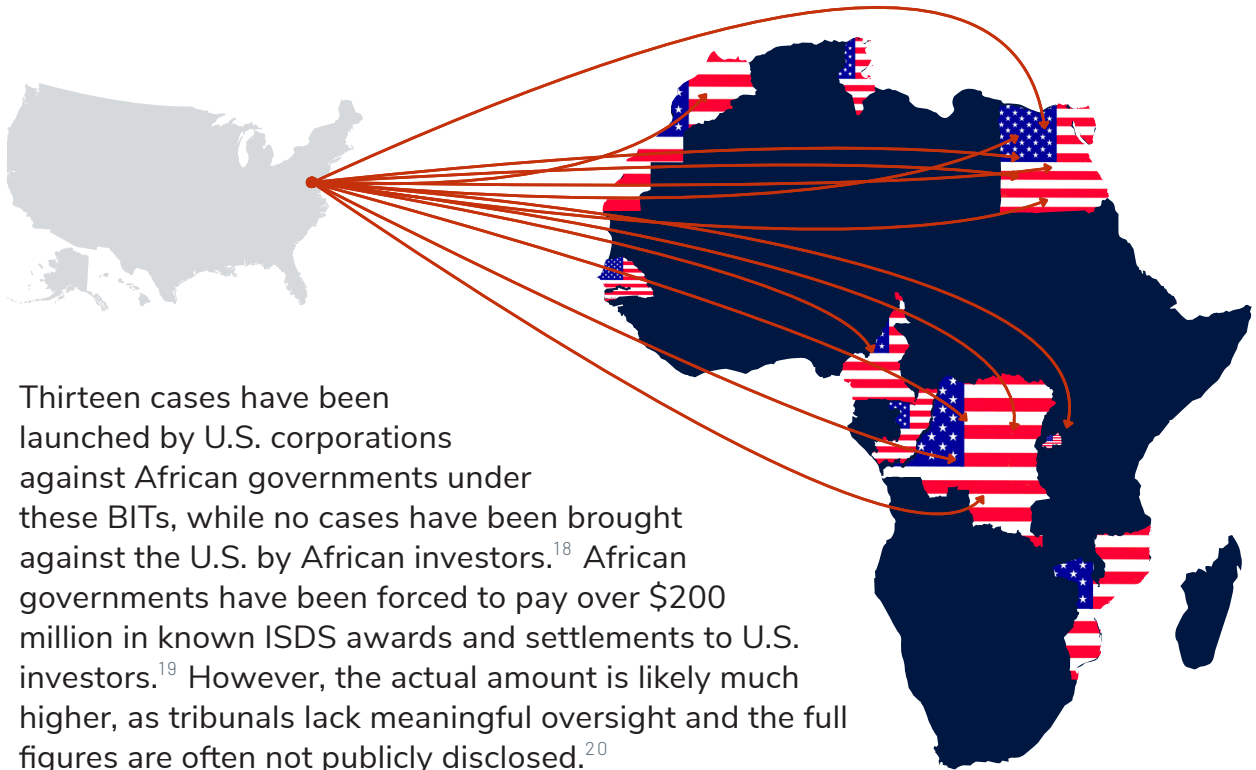 Thirteen cases have been
launched by U.S. corporations
against African governments under
these BITs, while no cases have been brought
against the U.S. by African investors.18 African
governments have been forced to pay over $200
million in known ISDS awards and settlements to U.S.
investors.19 However, the actual amount is likely much
higher, as tribunals lack meaningful oversight and the full
figures are often not publicly disclosed.20